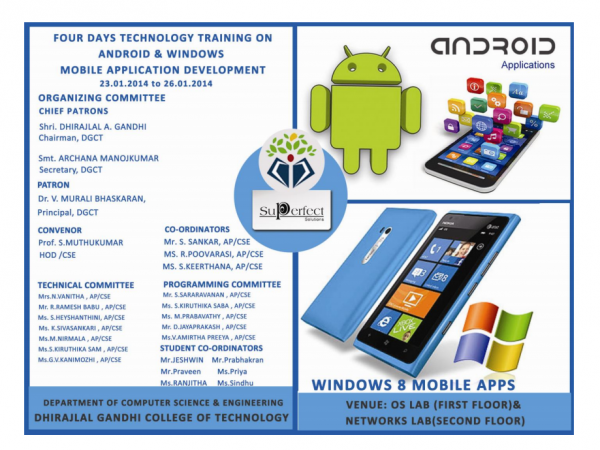 FOUR DAYS TECHNOLOGY TRAINING ON
ANDROID & WINDOWS
MOBILE APPLICATION DEVELOPMENT
23.01.2014 to 26.01.2014
ORGANIZING COMMITTEE
CHIEF PATRONS
Shri. DHIRAJLAL A. GANDHI
Chairman, DGCT
Smt. ARCHANA MANOJKUMAR
Secretary, DGCT
PATRON
Dr. V. MURALI BHASKARAN,
Principal, DGCT
CONVENOR
Prof. S.MUTHUKUMAR
HOD /CSE
CO-ORDINATORS
Mr. S. SANKAR, AP/CSE
MS. R.POOVARASI, AP/CSE
MS. S.KEERTHANA, AP/CSE
TECHNICAL COMMITTEE
Mrs.N.VANITHA , AP/CSE
Mr. R.RAMESH BABU , AP/CSE
Ms. S.HEYSHANTHINI, AP/CSE
Ms. K.SIVASANKARI , AP/CSE
Ms.M.NIRMALA , AP/CSE
Ms.S.KIRUTHIKA SAM , AP/CSE
Ms.G.V.KANIMOZHI , AP/CSE
PROGRAMMING COMMITTEE
Mr. S.SARARAVANAN , AP/CSE
Ms. S.KIRUTHIKA SABA , AP/CSE
Ms. M.PRABAVATHY , AP/CSE
Mr. D.JAYAPRAKASH , AP/CSE
Ms.V.AMIRTHA PREEYA , AP/CSE
STUDENT CO-ORDINATORS
Mr.JESHWIN Mr.Prabhakran
Mr.Praveen Ms.Priya
Ms.RANJITHA Ms.Sindhu
DEPARTMENT OF COMPUTER SCIENCE & ENGINEERING
DHIRAJLAL GANDHI COLLEGE OF TECHNOLOGY
SuPerfect
Solutions
ANDROID
Applications
NOKIA
at&t
WINDOWS 8 MOBILE APPS
VENUE: OS LAB (FIRST FLOOR)&
NETWORKS LAB(SECOND FLOOR)